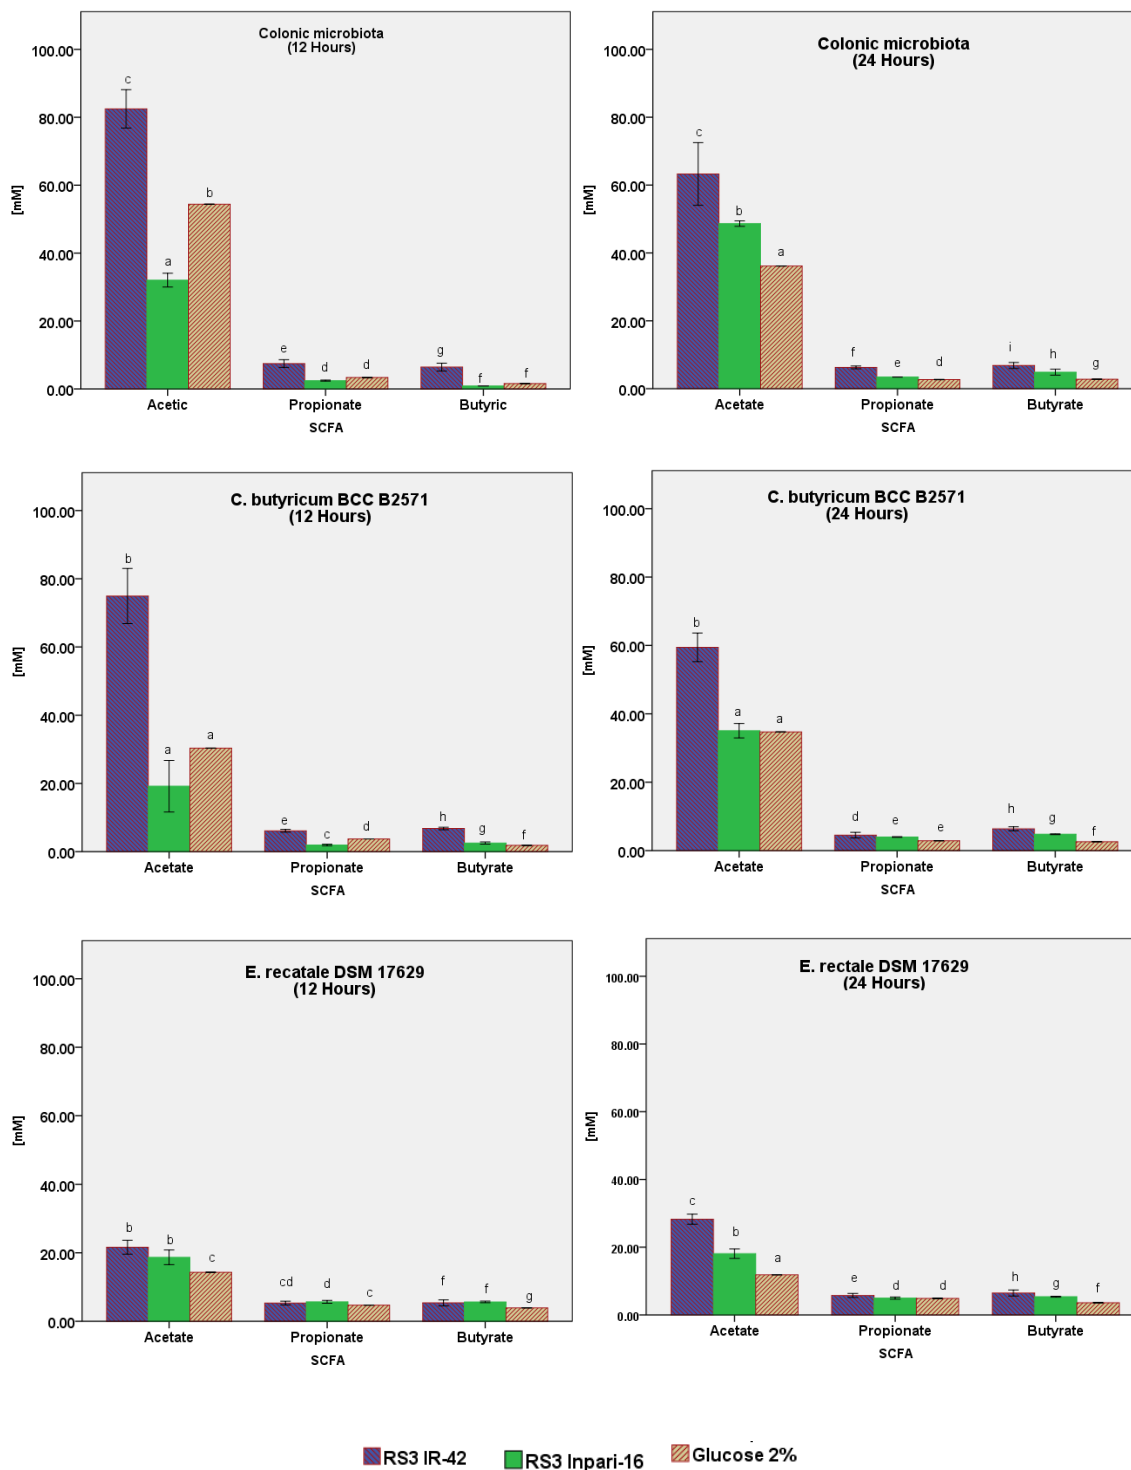 Colonic microbiota
(12 Hours)
100.00
80.00
60.00
40.00
20.00
0.00
[mM]
c
a
b
e
d
d
g
f
f
Acetic
Propionate
Butyric
SCFA
Colonic microbiota
(24 Hours)
100.00
80.00
60.00
40.00
20.00
0.00
[mM]
c
b
a
f
e
d
i
h
g
Acetate
Propionate
Butyrate
SCFA
C. butyricum BCC B2571
(12 Hours)
100.00
80.00
60.00
40.00
20.00
0.00
[mM]
b
a
a
e
c
d
h
g
f
Acetate
Propionate
Butyrate
SCFA
C. butyricum BCC B2571
(24 Hours)
100.00
80.00
60.00
40.00
20.00
0.00
[mM]
b
a
a
d
e
e
h
g
f
Acetate
Propionate
Butyrate
SCFA
E. recatale DSM 17629
(12 Hours)
100.00
80.00
60.00
40.00
20.00
0.00
[mM]
b
b
c
cd
d
c
f
f
g
Acetate
Propionate
Butyrate
SCFA
E. rectale DSM 17629
(24 Hours)
100.00
80.00
60.00
40.00
20.00
0.00
[mM]
c
b
a
e
d
d
h
g
f
Acetate
Propionate
Butyrate
SCFA
RS3 IR-42
RS3 Inpari-16
Glucose 2%